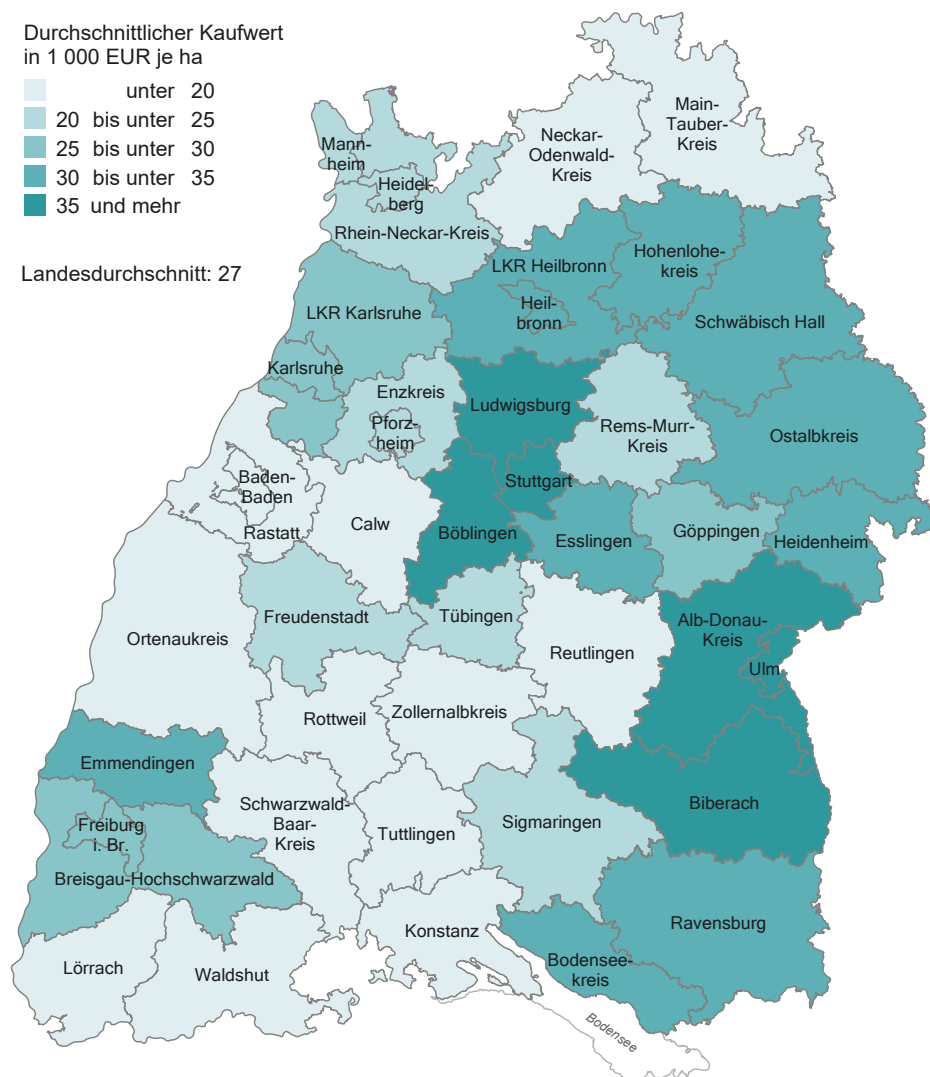 Durchschnittlicher Kaufwert
in 1 000 EUR je ha
unter 20
20 bis unter 25
25 bis unter 30
30 bis unter 35
35 und mehr
Landesdurchschnitt: 27
Main-
Tauber-
Kreis
Neckar-
Odenwald-
Kreis
Mann-
heim
Heidel-
berg
Rhein-Neckar-Kreis
LKR Heilbronn
Hohenlohe-
kreis
Heil-
bronn
LKR Karlsruhe
Schwäbisch Hall
Karlsruhe
Enzkreis
Ludwigsburg
Pforz-
heim
Rems-Murr-
Kreis
Ostalbkreis
Baden-
Baden
Stuttgart
Rastatt
Calw
Böblingen
Esslingen
Göppingen
Heidenheim
Freudenstadt
Tübingen
Alb-Donau-
Kreis
Ortenaukreis
Reutlingen
Ulm
Rottweil
Zollernalbkreis
Emmendingen
Schwarzwald-
Baar-
Kreis
Biberach
Freiburg
i. Br.
Tuttlingen
Sigmaringen
Breisgau-Hochschwarzwald
Ravensburg
Konstanz
Lörrach
Waldshut
Bodensee-
kreis
Bodensee